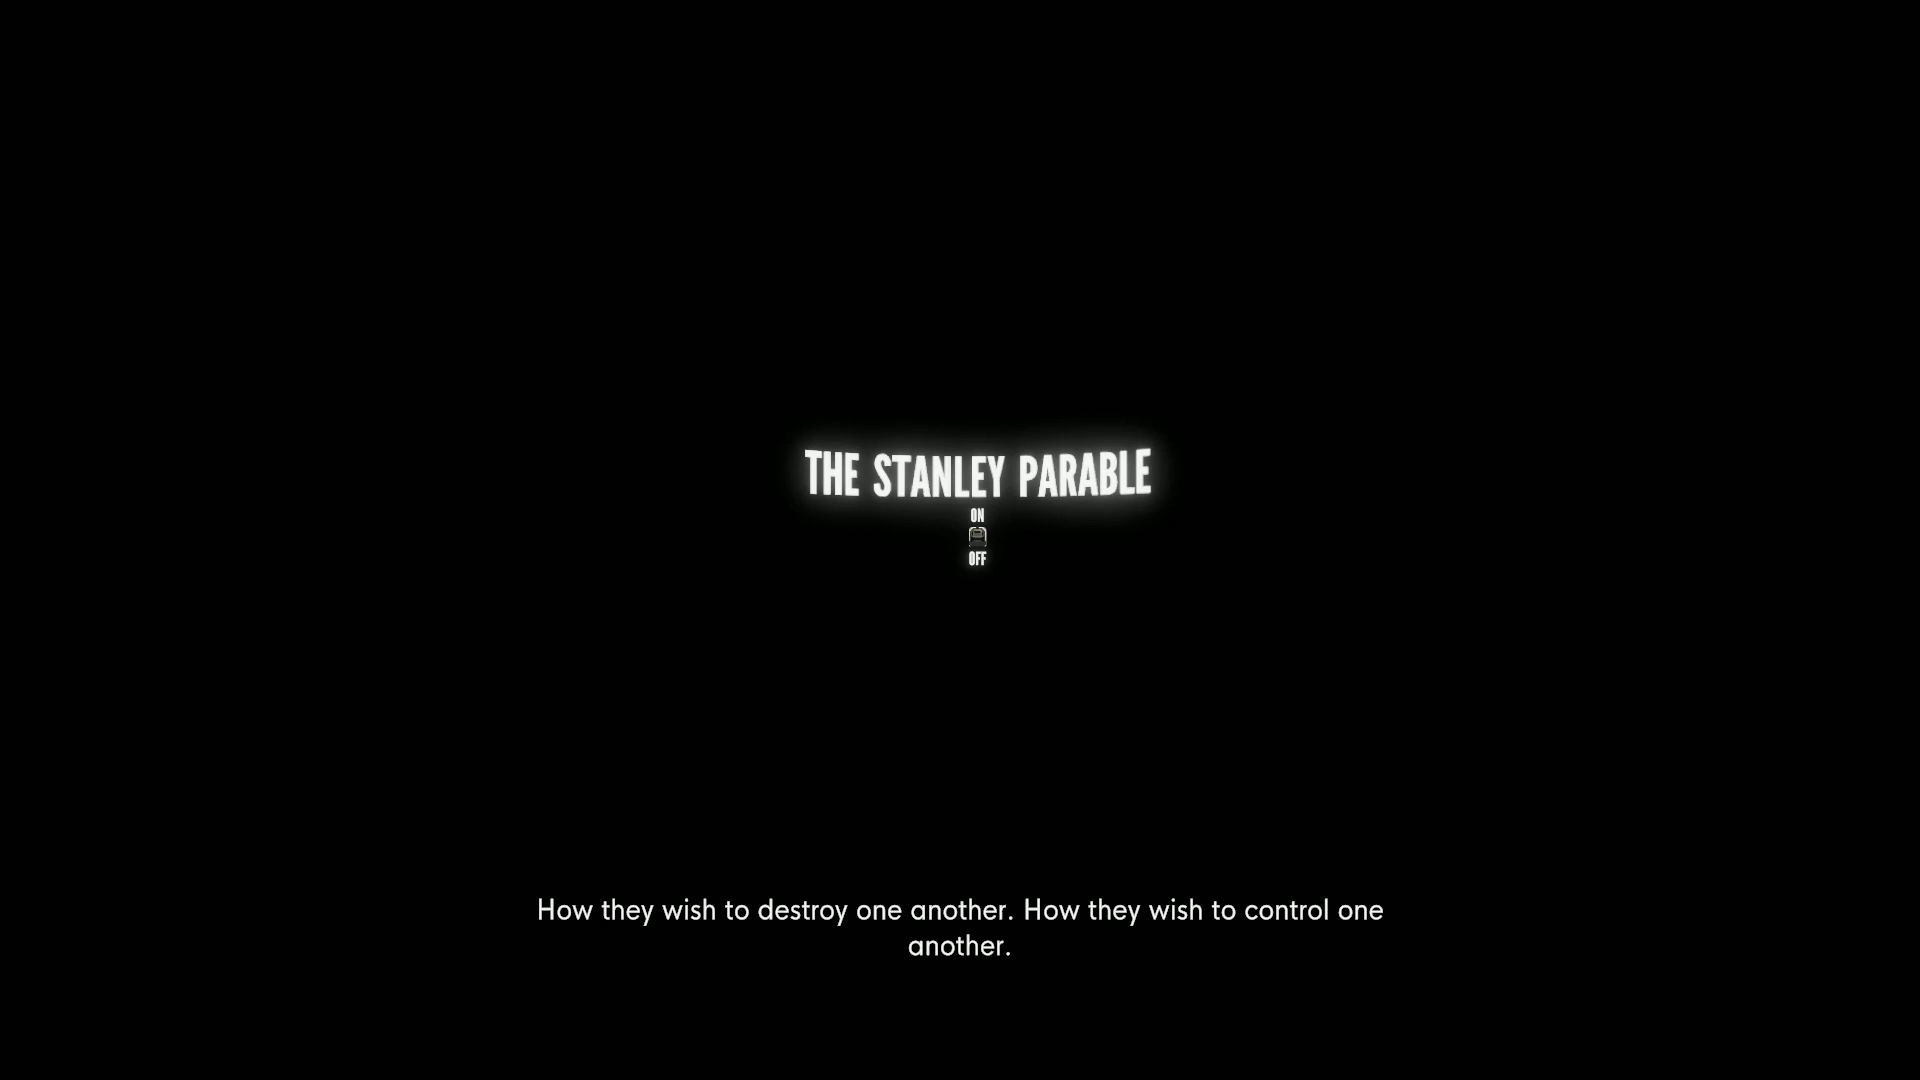 THE STANLEY PARABLE
ON
OFF
How they wish to destroy one another. How they wish to control one
another.